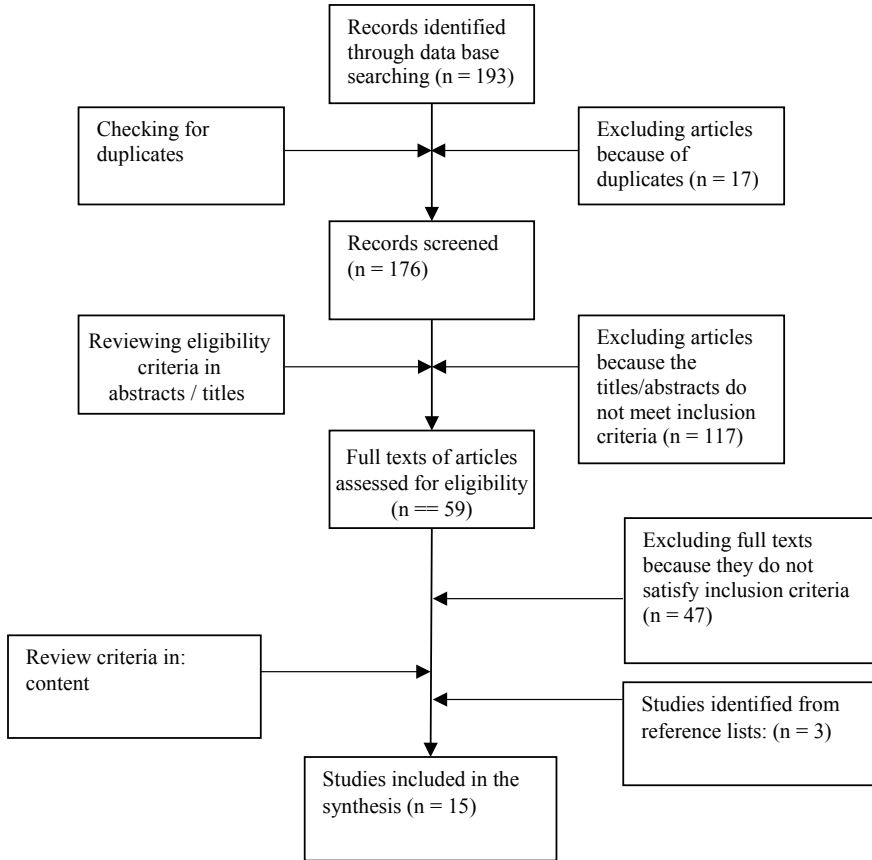 Records identified
through data base
searching (n = 193)
Checking for
duplicates
Excluding articles
because of
duplicates (n = 17)
Records screened
(n = 176)
Reviewing eligibility
criteria in
abstracts / titles
Excluding articles
because the
titles/abstracts do
not meet inclusion
criteria (n = 117)
Full texts of articles
assessed for eligibility
(n == 59)
Excluding full texts
because they do not
satisfy inclusion criteria
(n = 47)
Review criteria in:
content
Studies identified from
reference lists: (n = 3)
Studies included in the
synthesis (n = 15)